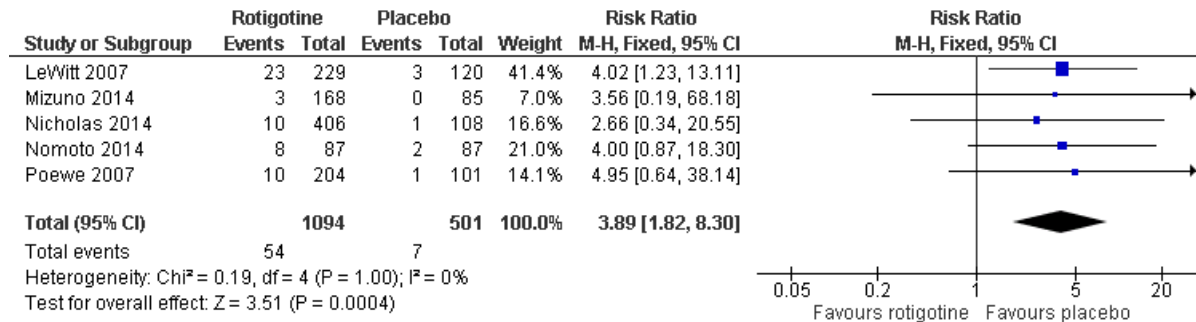 Rotigotine Placebo Risk Ratio Risk Ratio
Study or Subgroup Events Total Events Total Weight M-H, Fixed, 95% CI M-H, Fixed, 95% CI
LeWitt 2007 23 229 3 120 41.4% 4.02 [1.23, 13.11]
Mizuno 2014 3 168 0 85 7.0% 3.56 [0.19, 68.18]
Nicholas 2014 10 406 1 108 16.6% 2.66 [0.34, 20.55]
Nomoto 2014 8 87 2 87 21.0% 4.00 [0.87, 18.30]
Poewe 2007 10 204 1 101 14.1% 4.95 [0.64, 38.14]
Total (95% CI) 1094 501 100.0% 3.89 [1.82, 8.30]
Total events 54 7
Heterogeneity: Chi² = 0.19, df = 4 (P = 1.00); I² = 0%
Test for overall effect: Z = 3.51 (P = 0.0004)
0.05 0.2 1 5 20
Favours rotigotine Favours placebo